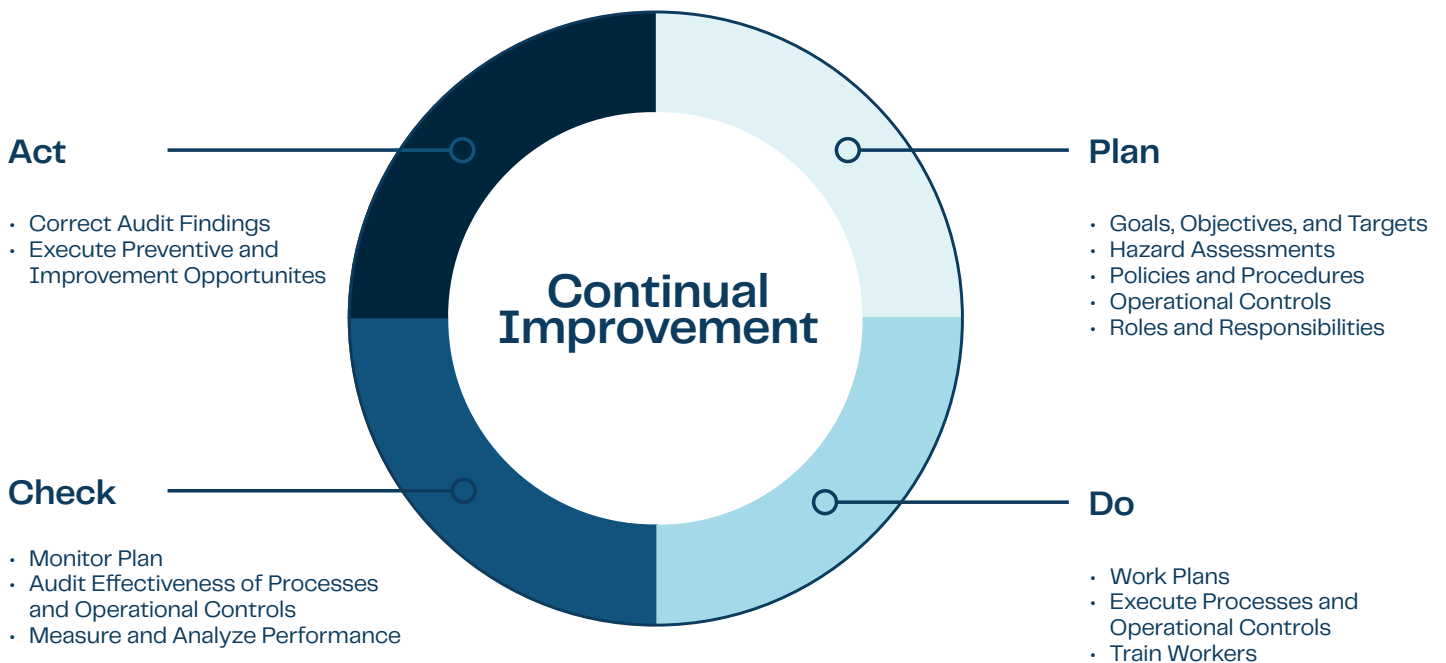 Act
• Correct Audit Findings
• Execute Preventive and
Improvement Opportunites
Continual
Improvement
Plan
• Goals, Objectives, and Targets
• Hazard Assessments
• Policies and Procedures
• Operational Controls
• Roles and Responsibilities
Check
• Monitor Plan
• Audit Effectiveness of Processes
and Operational Controls
• Measure and Analyze Performance
Do
• Work Plans
• Execute Processes and
Operational Controls
• Train Workers